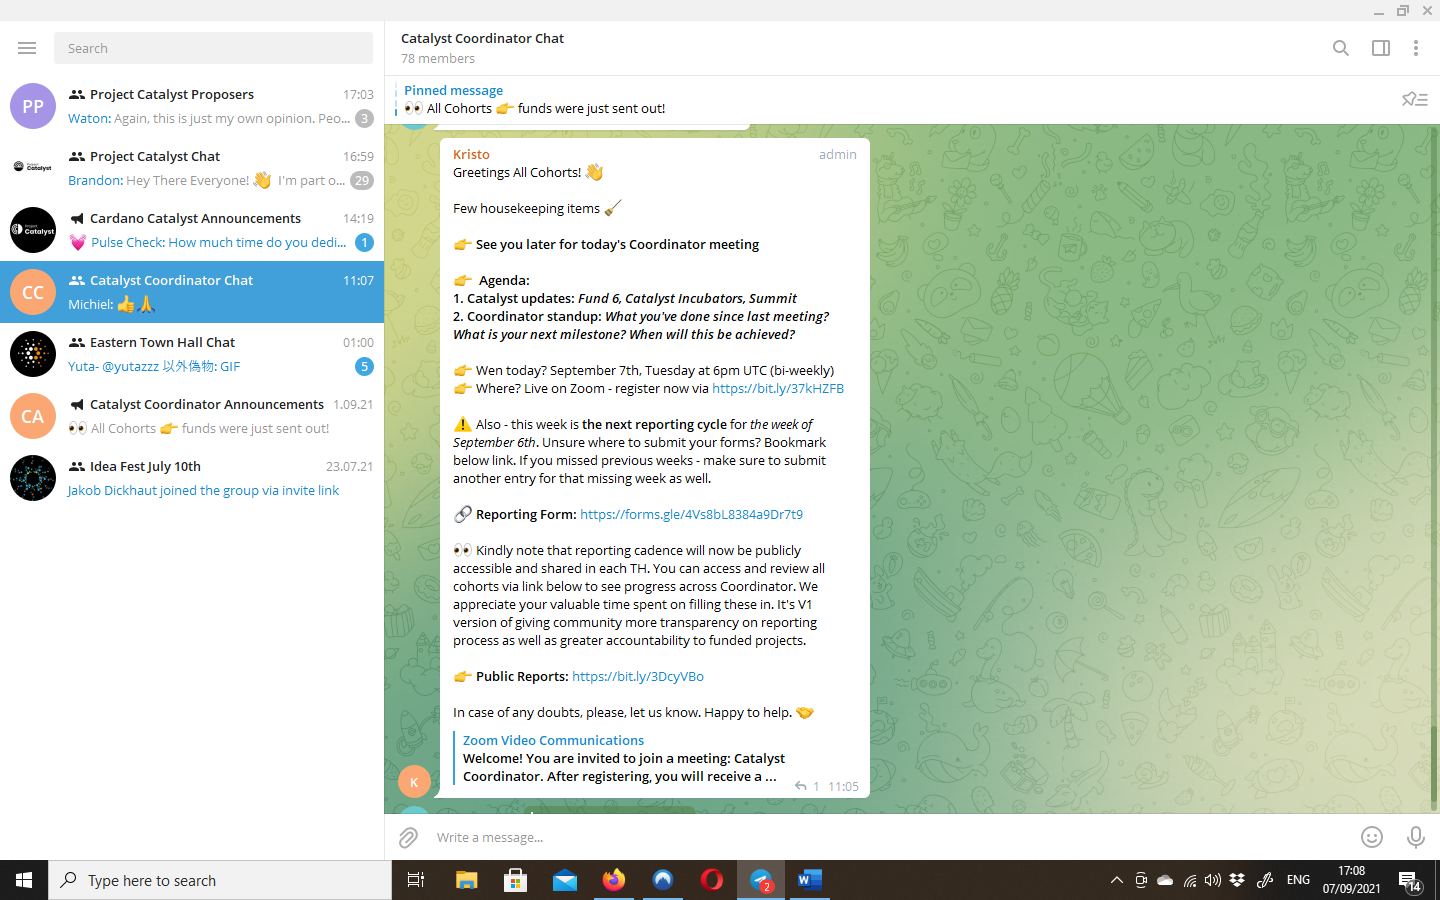 Search
PP
Project Catalyst Proposers 17:03
Waton: Again, this is just my own opinion. Peo... 3
Project Catalyst
Project Catalyst Chat 16:59
Brandon: Hey There Everyone! 👋 I'm part o... 29
Project Catalyst
Cardano Catalyst Announcements 14:19
💓 Pulse Check: How much time do you dedi... 1
CC
Catalyst Coordinator Chat 11:07
Michiel: 👍🙏
Eastern Town Hall Chat 01:00
Yuta- @yutazzz 以外偽物: GIF 5
CA
Catalyst Coordinator Announcements 1.09.21
👀 All Cohorts 👉 funds were just sent out!
Idea Fest July 10th 23.07.21
Jakob Dickhaut joined the group via invite link
Catalyst Coordinator Chat
78 members
Pinned message
👀 All Cohorts 👉 funds were just sent out!
Kristo admin
Greetings All Cohorts! 👋
Few housekeeping items 🧹
👉 See you later for today's Coordinator meeting
👉 Agenda:
1. Catalyst updates: Fund 6, Catalyst Incubators, Summit
2. Coordinator standup: What you've done since last meeting?
What is your next milestone? When will this be achieved?
👉 Wen today? September 7th, Tuesday at 6pm UTC (bi-weekly)
👉 Where? Live on Zoom - register now via https://bit.ly/37kHZFB
⚠️ Also - this week is the next reporting cycle for the week of
September 6th. Unsure where to submit your forms? Bookmark
below link. If you missed previous weeks - make sure to submit
another entry for that missing week as well.
🔗 Reporting Form: https://forms.gle/4Vs8bL8384a9Dr7t9
👀 Kindly note that reporting cadence will now be publicly
accessible and shared in each TH. You can access and review all
cohorts via link below to see progress across Coordinator. We
appreciate your valuable time spent on filling these in. It's V1
version of giving community more transparency on reporting
process as well as greater accountability to funded projects.
👉 Public Reports: https://bit.ly/3DcyVBo
In case of any doubts, please, let us know. Happy to help. 🤝
Zoom Video Communications
Welcome! You are invited to join a meeting: Catalyst
Coordinator. After registering, you will receive a ...
K
1 11:05
Write a message...
Type here to search
2
W
ENG
17:08
07/09/2021
14